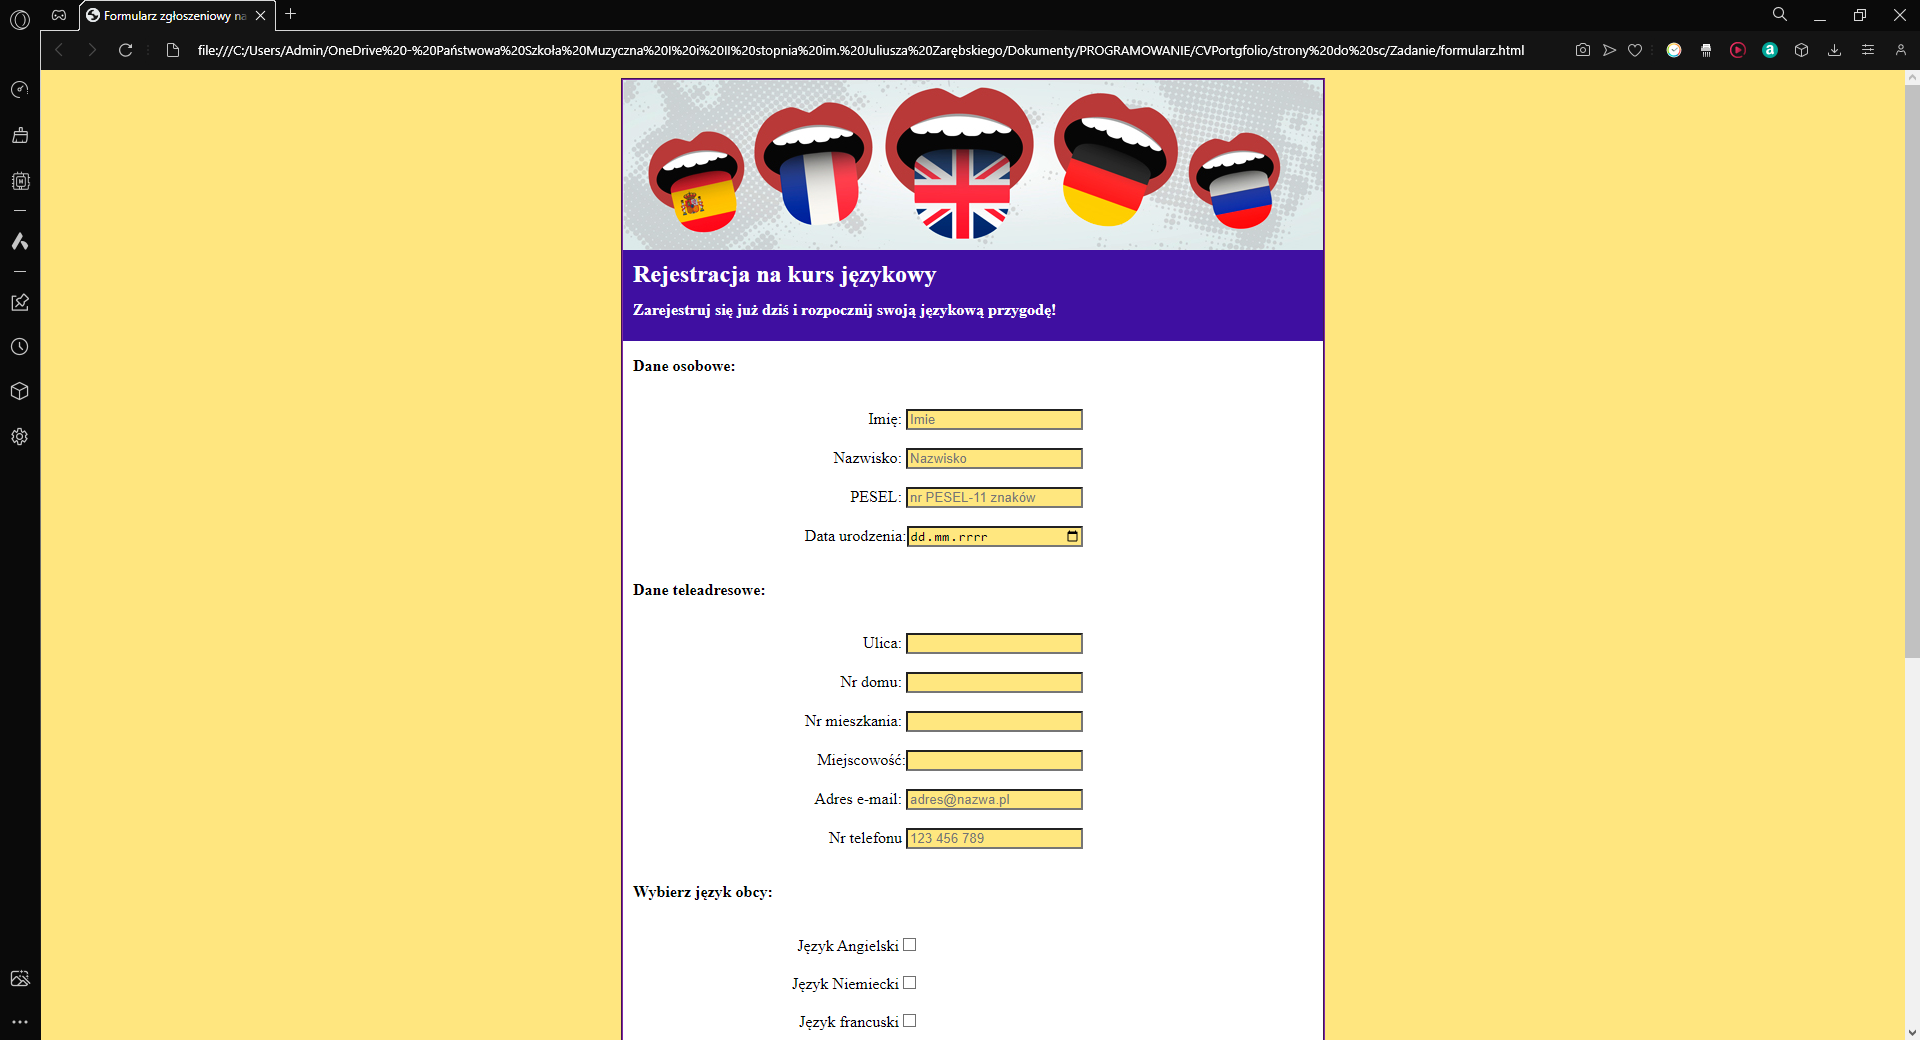 Formularz zgłoszeniowy na
file:///C:/Users/Admin/OneDrive%20-%20Państwowa%20Szkoła%20Muzyczna%20I%20i%20II%20stopnia%20im.%20Juliusza%20Zarębskiego/Dokumenty/PROGRAMOWANIE/CVPortgfolio/strony%20do%20sc/Zadanie/formularz.html
Rejestracja na kurs językowy
Zarejestruj się już dziś i rozpocznij swoją językową przygodę!
Dane osobowe:
Imię: Imie
Nazwisko: Nazwisko
PESEL: nr PESEL-11 znaków
Data urodzenia: dd.mm.rrrr
Dane teleadresowe:
Ulica:
Nr domu:
Nr mieszkania:
Miejscowość:
Adres e-mail: adres@nazwa.pl
Nr telefonu 123 456 789
Wybierz język obcy:
Język Angielski
Język Niemiecki
Język francuski